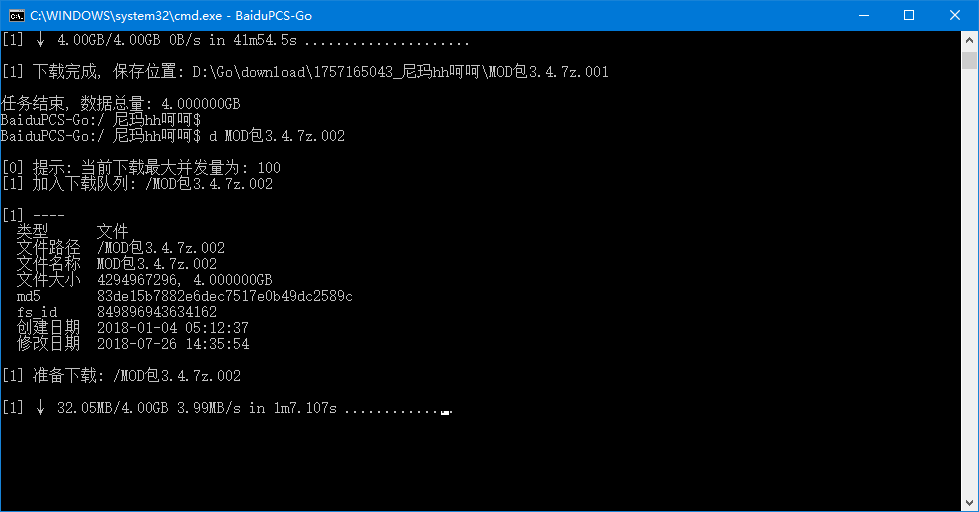 C:\WINDOWS\system32\cmd.exe - BaiduPCS-Go
[1] ↓ 4.00GB/4.00GB 0B/s in 41m54.5s .....................
[1] 下载完成, 保存位置: D:\Go\download\1757165043_尼玛hh呵呵\MOD包3.4.7z.001
任务结束, 数据总量: 4.000000GB
BaiduPCS-Go:/ 尼玛hh呵呵$
BaiduPCS-Go:/ 尼玛hh呵呵$ d MOD包3.4.7z.002
[0] 提示: 当前下载最大并发量为: 100
[1] 加入下载队列: /MOD包3.4.7z.002
[1] ----
类型 文件
文件路径 /MOD包3.4.7z.002
文件名称 MOD包3.4.7z.002
文件大小 4294967296, 4.000000GB
md5 83de15b7882e6dec7517e0b49dc2589c
fs_id 849896943634162
创建日期 2018-01-04 05:12:37
修改日期 2018-07-26 14:35:54
[1] 准备下载: /MOD包3.4.7z.002
[1] ↓ 32.05MB/4.00GB 3.99MB/s in 1m7.107s ..............